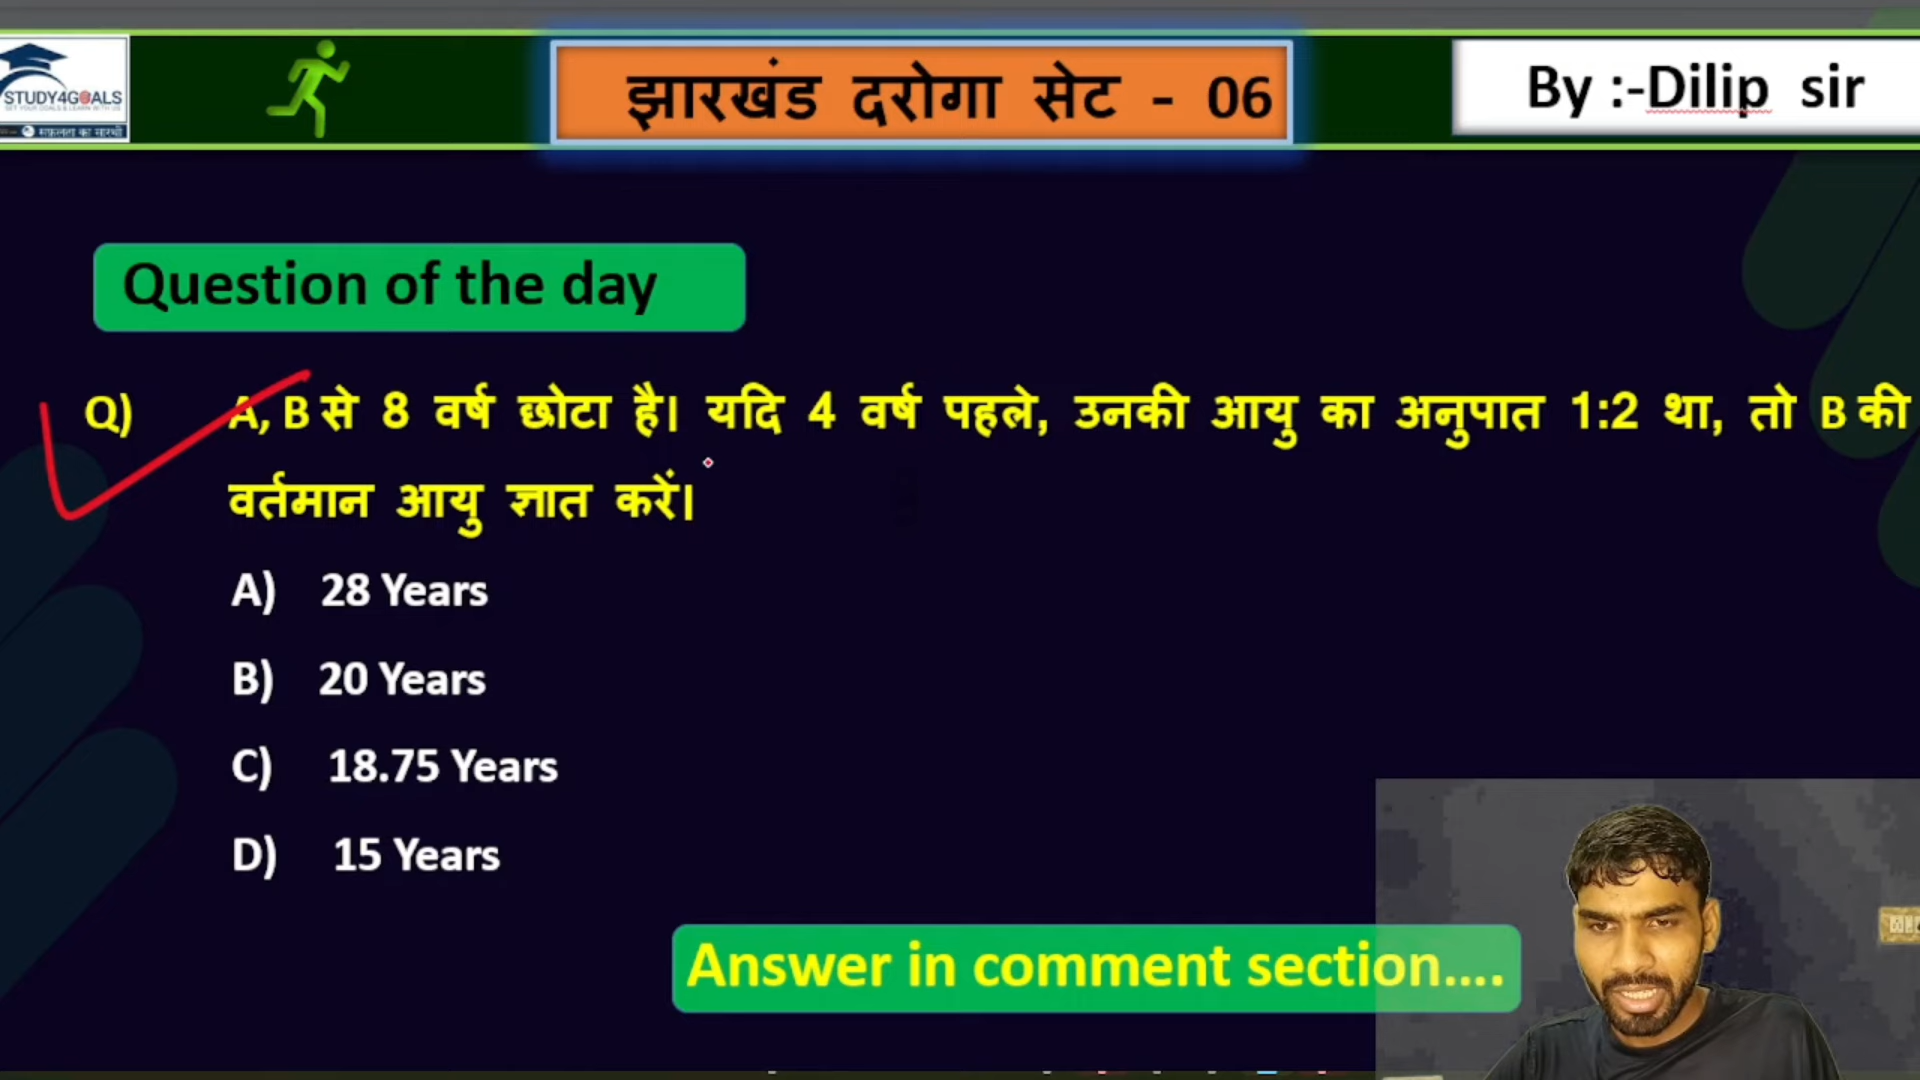 STUDY4GOALS
सफलता का सारथी
झारखंड दरोगा सेट - 06
By :-Dilip sir
Question of the day
Q) A, B से 8 वर्ष छोटा है। यदि 4 वर्ष पहले, उनकी आयु का अनुपात 1:2 था, तो B की
वर्तमान आयु ज्ञात करें।
A) 28 Years
B) 20 Years
C) 18.75 Years
D) 15 Years
Answer in comment section....